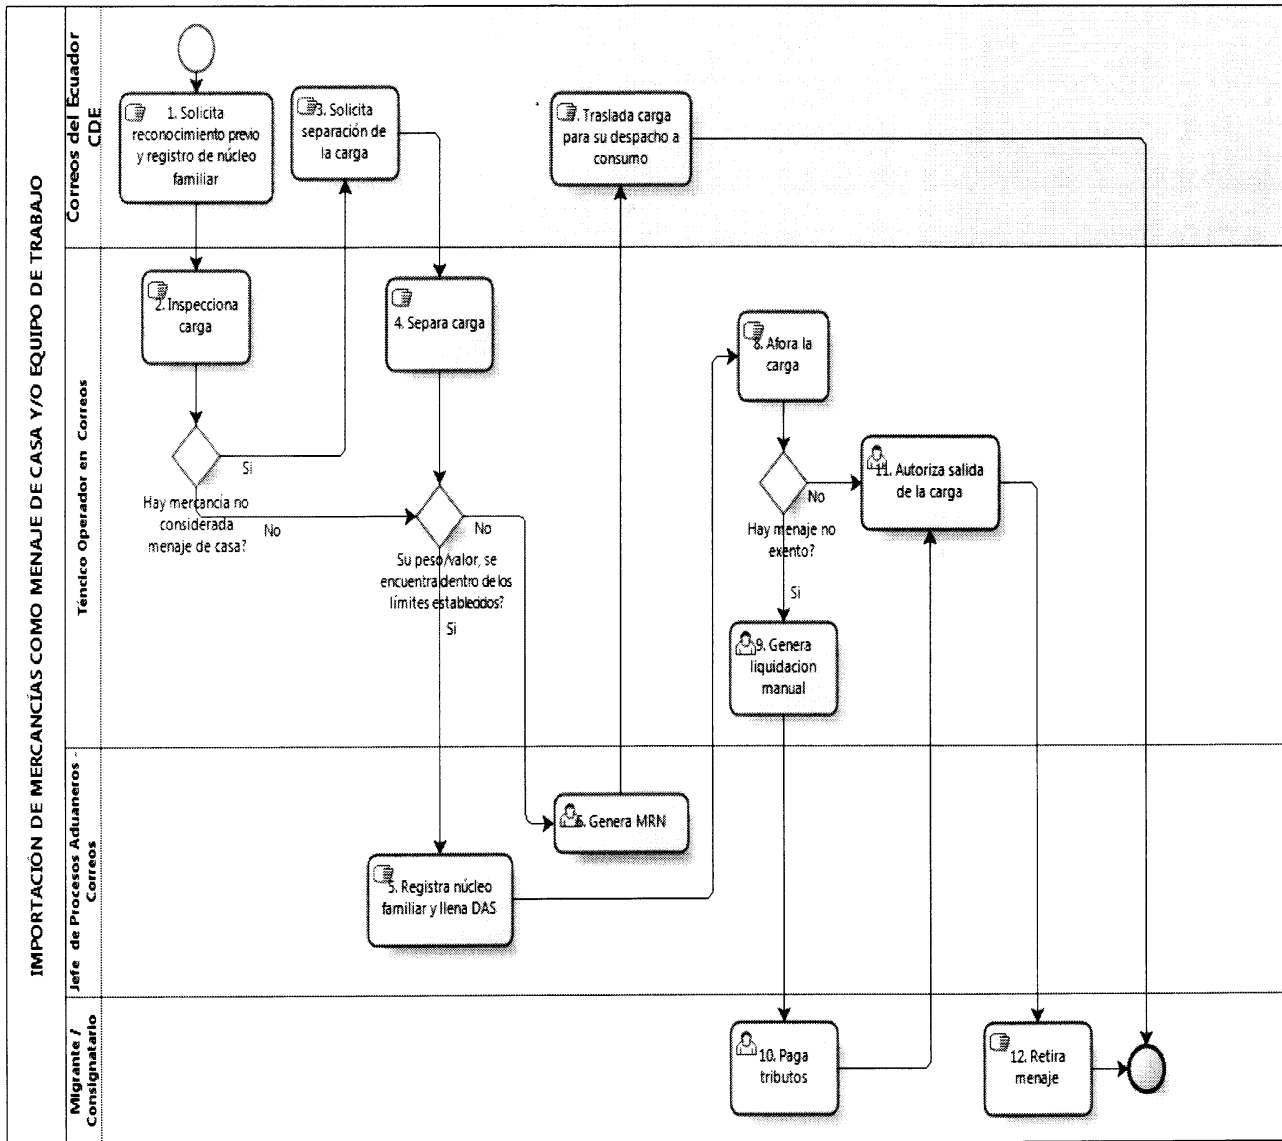 IMPORTACIÓN DE MERCANCÍAS COMO MENAJE DE CASA Y/O EQUIPO DE TRABAJO
Correos del Ecuador
CDE
1. Solicita
reconocimiento previo
y registro de núcleo
familiar
3. Solicita
separación de
la carga
7. Traslada carga
para su despacho a
consumo
Téncico Operador en Correos
2. Inspecciona
carga
4. Separa carga
8. Afora la
carga
Si
Hay mercancía no
considerada
menaje de casa?
No
No
Su peso/valor, se
encuentra dentro de los
límites establecidos?
Si
No
Hay menaje no
exento?
Si
11. Autoriza salida
de la carga
9. Genera
liquidacion
manual
Jefe de Procesos Aduaneros -
Correos
6. Genera MRN
5. Registra núcleo
familiar y llena DAS
Migrante /
Consignatario
10. Paga
tributos
12. Retira
menaje